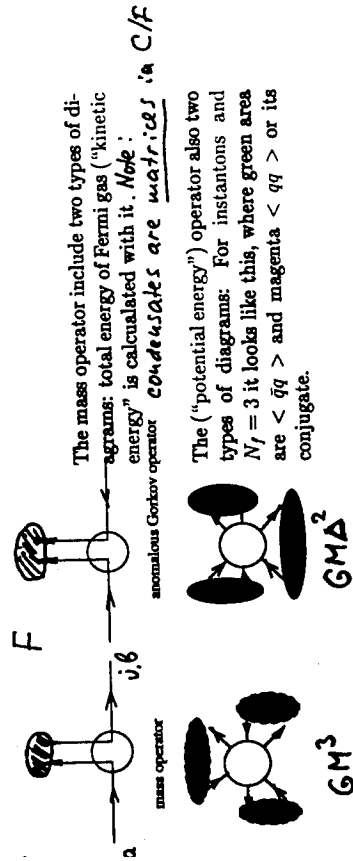 F
The mass operator include two types of di-
agrams: total energy of Fermi gas ("kinetic
energy" is calcualated with it. Note:
condensates are matrices in C/F
a
j,b
mass operator
anomalous Gorkov operator
The ("potential energy") operator also two
types of diagrams: For instantons and
N_f = 3 it looks like this, where green area
are < q̄q > and magenta < qq > or its
conjugate.
GM³
GMΔ²